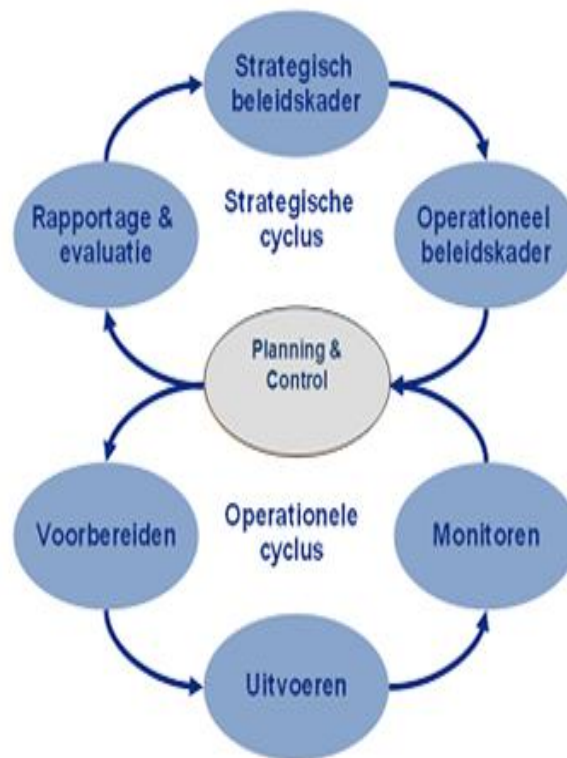 Strategisch
beleidskader
Rapportage &
evaluatie
Strategische
cyclus
Operationeel
beleidskader
Planning &
Control
Voorbereiden
Operationele
cyclus
Monitoren
Uitvoeren